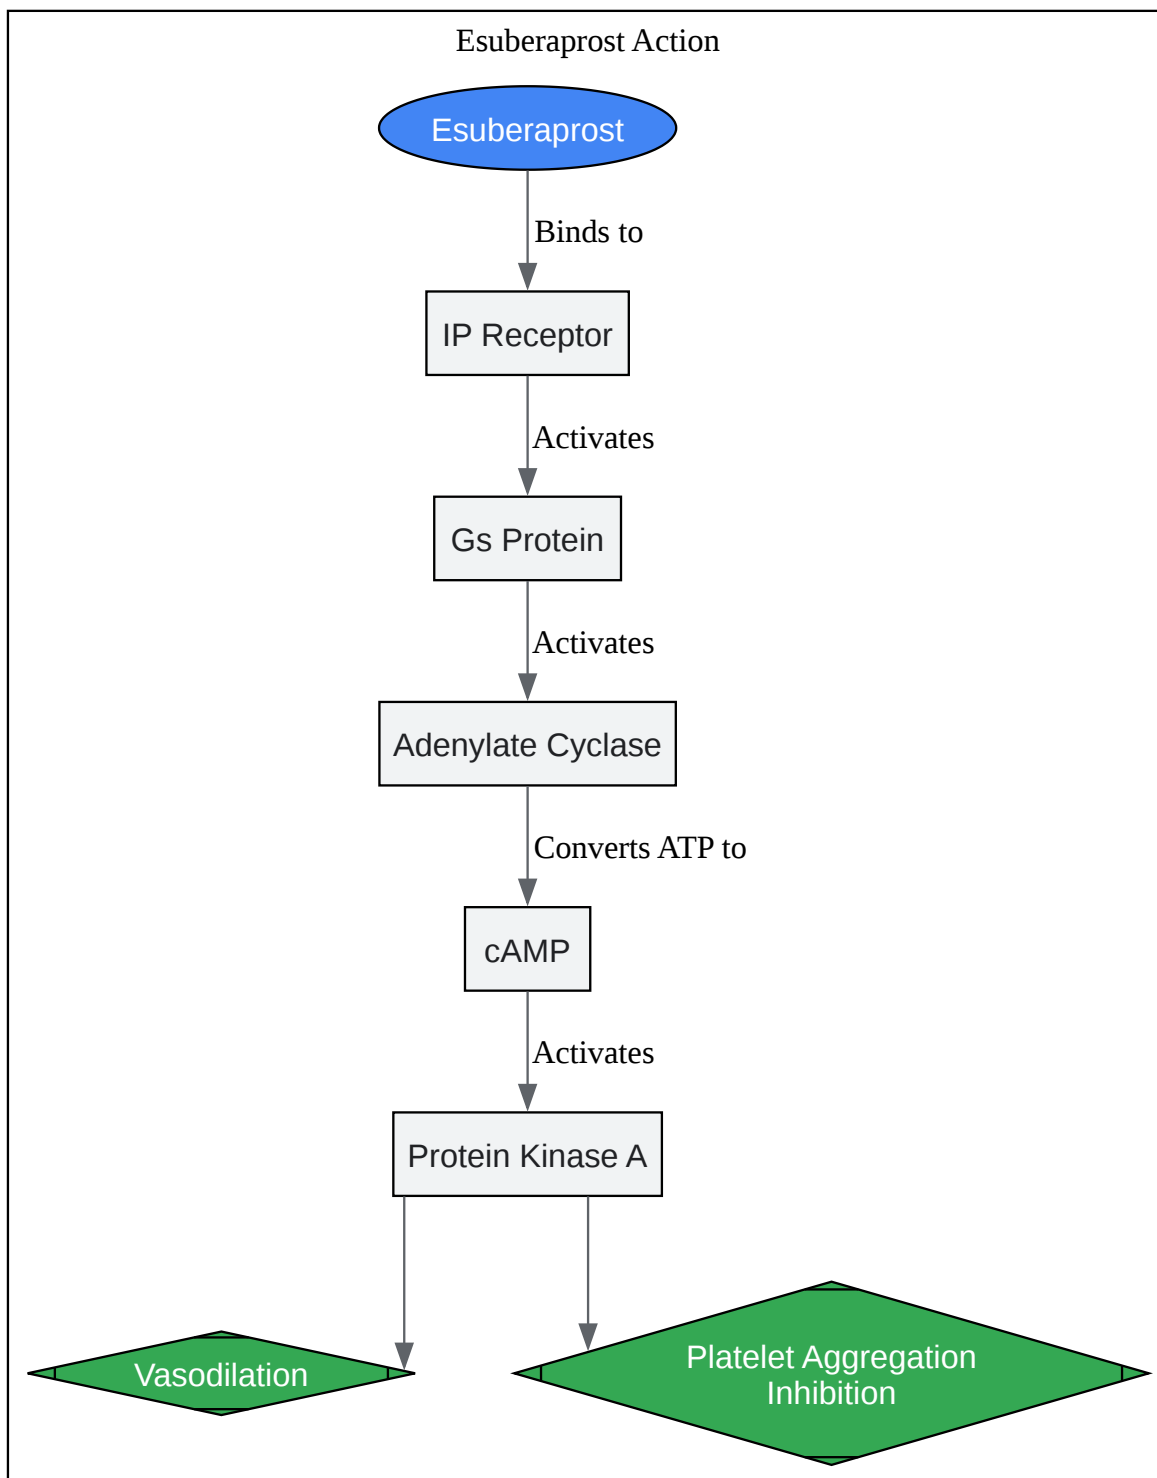 Esuberaprost Action
Esuberaprost
Binds to
IP Receptor
Activates
Gs Protein
Activates
Adenylate Cyclase
Converts ATP to
cAMP
Activates
Protein Kinase A
Vasodilation
Platelet Aggregation
Inhibition